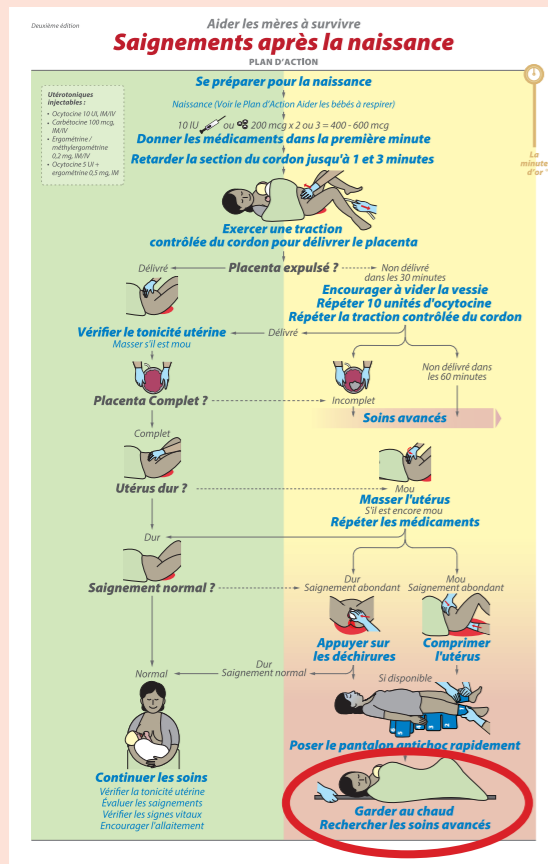 Deuxième édition
Aider les mères à survivre
Saignements après la naissance
PLAN D'ACTION
Utérotoniques
injectables :
• Ocytocine 10 UI, IM/IV
• Carbétocine 100 mcg,
IM/IV
• Ergométrine /
méthylergométrine
0,2 mg, IM/IV
• Ocytocine 5 UI +
ergométrine 0,5 mg, IM
Se préparer pour la naissance
Naissance (Voir le Plan d'Action Aider les bébés à respirer)
10 IU ou 200 mcg x 2 ou 3 = 400 - 600 mcg
Donner les médicaments dans la première minute
Retarder la section du cordon jusqu'à 1 et 3 minutes
La
minute
d'or
Exercer une traction
contrôlée du cordon pour délivrer le placenta
Délivré
Placenta expulsé ?
Non délivré
dans les 30 minutes
Encourager à vider la vessie
Répéter 10 unités d'ocytocine
Répéter la traction contrôlée du cordon
Vérifier le tonicité utérine
Masser s'il est mou
Délivré
Non délivré dans
les 60 minutes
Placenta Complet ?
Incomplet
Soins avancés
Complet
Utérus dur ?
Mou
Masser l'utérus
S'il est encore mou
Répéter les médicaments
Dur
Saignement normal ?
Dur
Saignement abondant
Mou
Saignement abondant
Appuyer sur
les déchirures
Comprimer
l'utérus
Normal
Dur
Saignement normal
Si disponible
Poser le pantalon antichoc rapidement
Continuer les soins
Vérifier la tonicité utérine
Évaluer les saignements
Vérifier les signes vitaux
Encourager l'allaitement
Garder au chaud
Rechercher les soins avancés